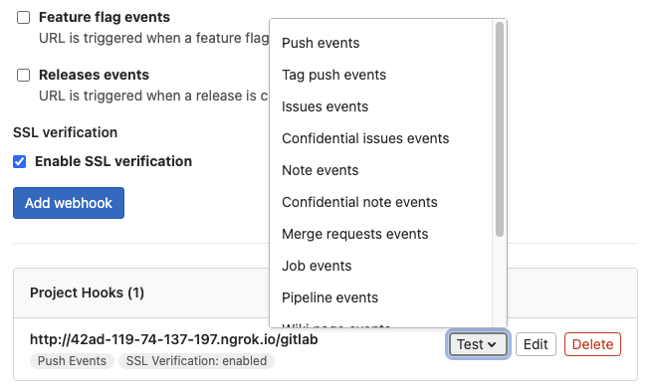 Feature flag events
URL is triggered when a feature flag
Releases events
URL is triggered when a release is c
SSL verification
Enable SSL verification
Add webhook
Push events
Tag push events
Issues events
Confidential issues events
Note events
Confidential note events
Merge requests events
Job events
Pipeline events
Wiki page events
Project Hooks (1)
http://42ad-119-74-137-197.ngrok.io/gitlab
Test Edit Delete
Push Events SSL Verification: enabled